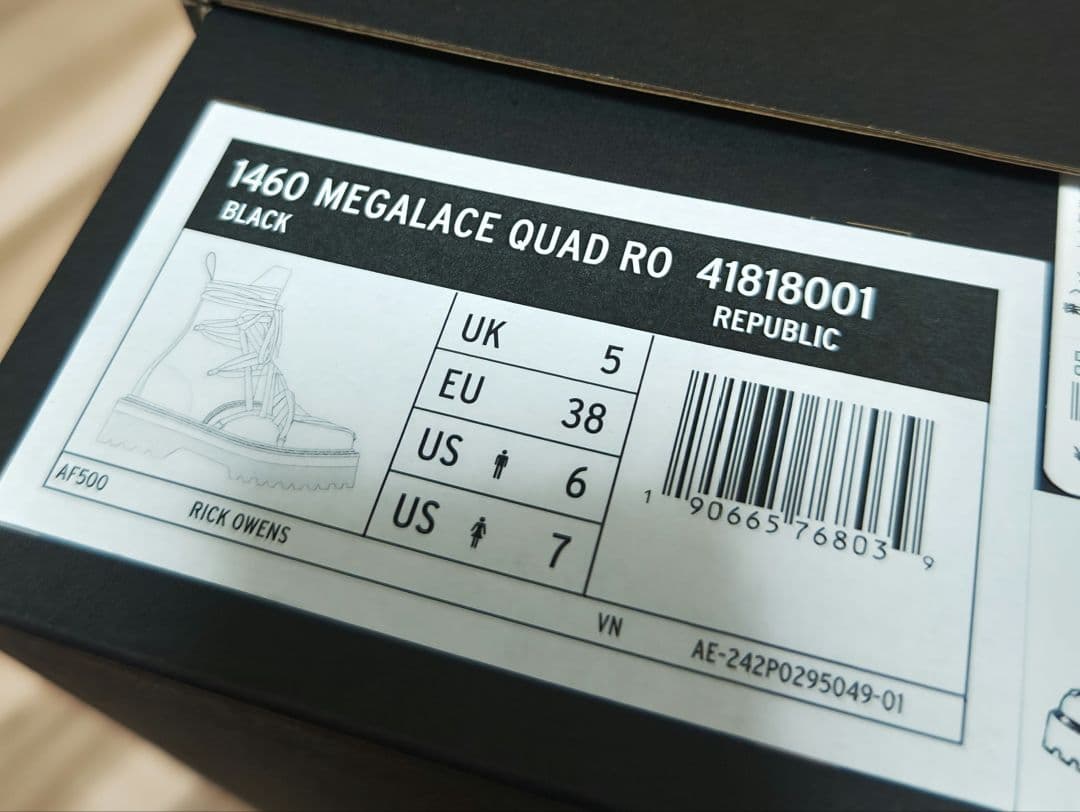 1460 MEGALACE QUAD RO 41818001
BLACK REPUBLIC
UK 5
EU 38
US 6
US 7
1 90665 76803 9
AF500
RICK OWENS
VN AE-242P0295049-01